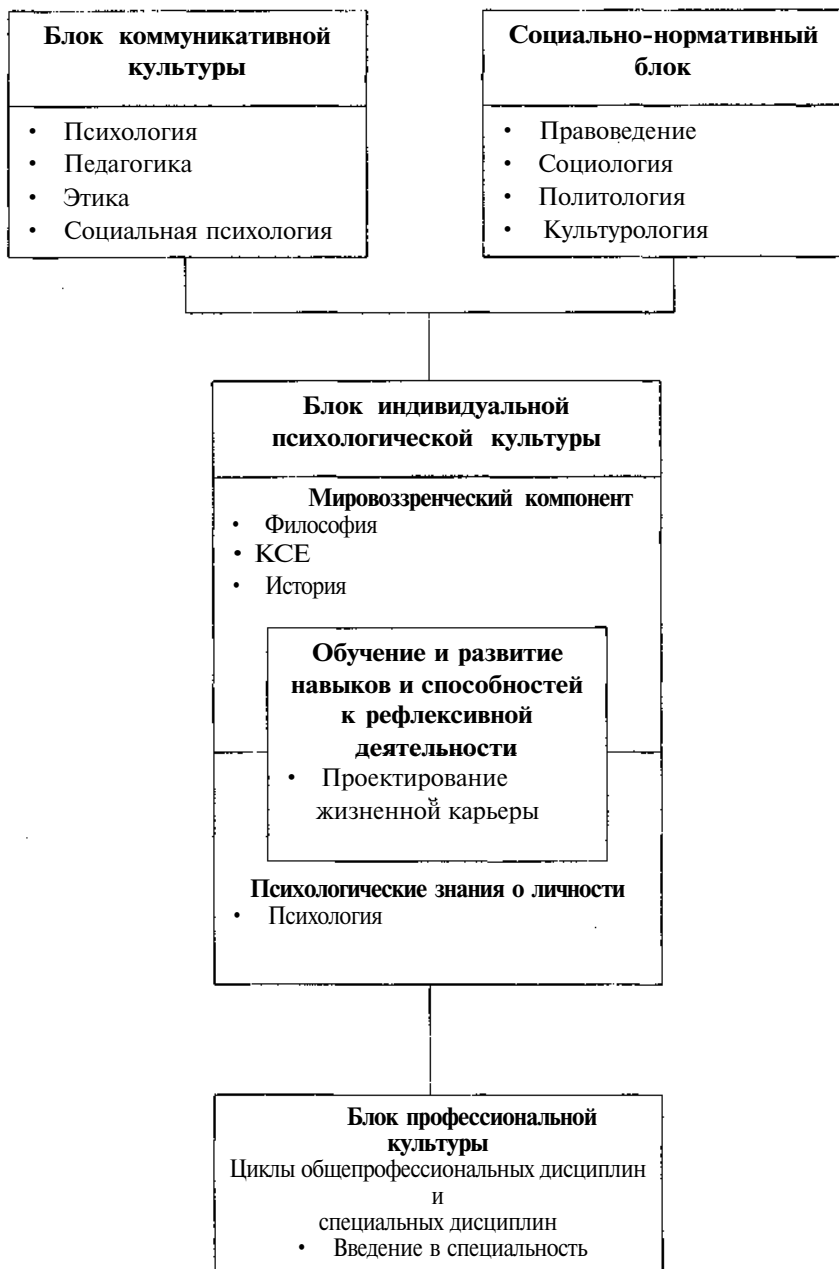 Блок коммуникативной
культуры
• Психология
• Педагогика
• Этика
• Социальная психология
Социально-нормативный
блок
• Правоведение
• Социология
• Политология
• Культурология
Блок индивидуальной
психологической культуры
Мировоззренческий компонент
• Философия
• КСЕ
• История
Обучение и развитие
навыков и способностей
к рефлексивной
деятельности
• Проектирование
жизненной карьеры
Психологические знания о личности
• Психология
Блок профессиональной
культуры
Циклы общепрофессиональных дисциплин
и
специальных дисциплин
• Введение в специальность